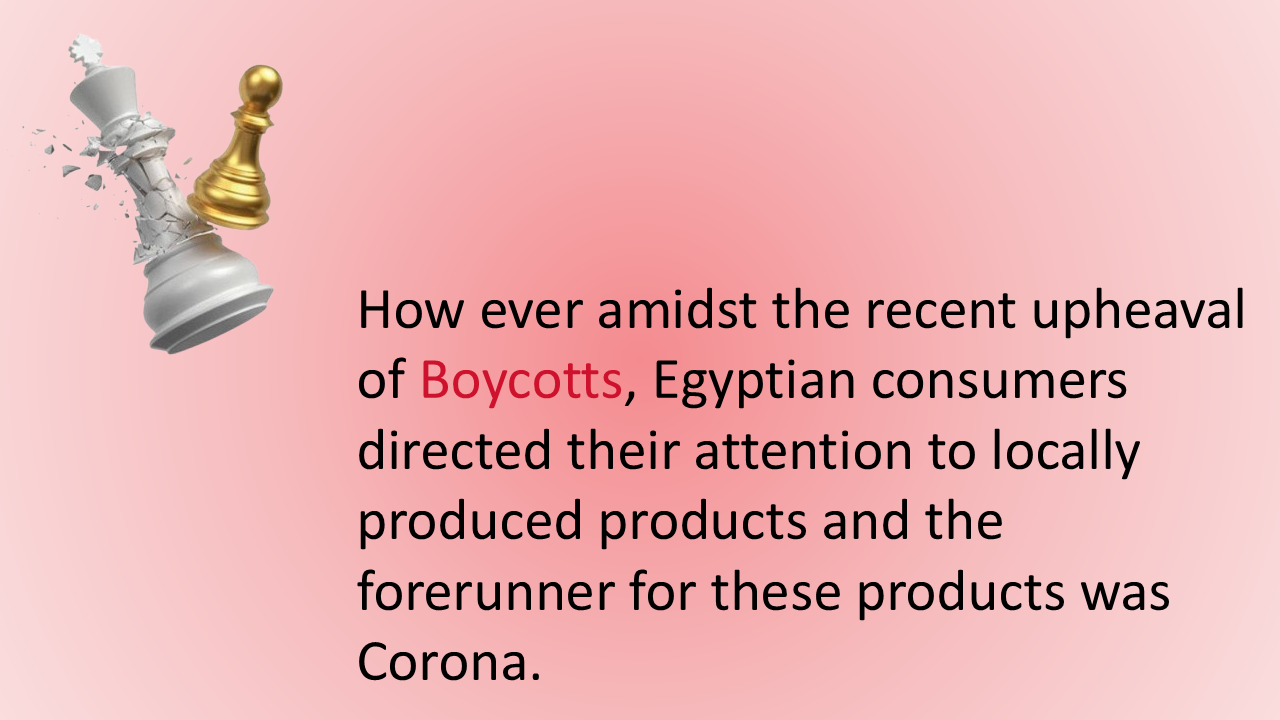 How ever amidst the recent upheaval
of Boycotts, Egyptian consumers
directed their attention to locally
produced products and the
forerunner for these products was
Corona.